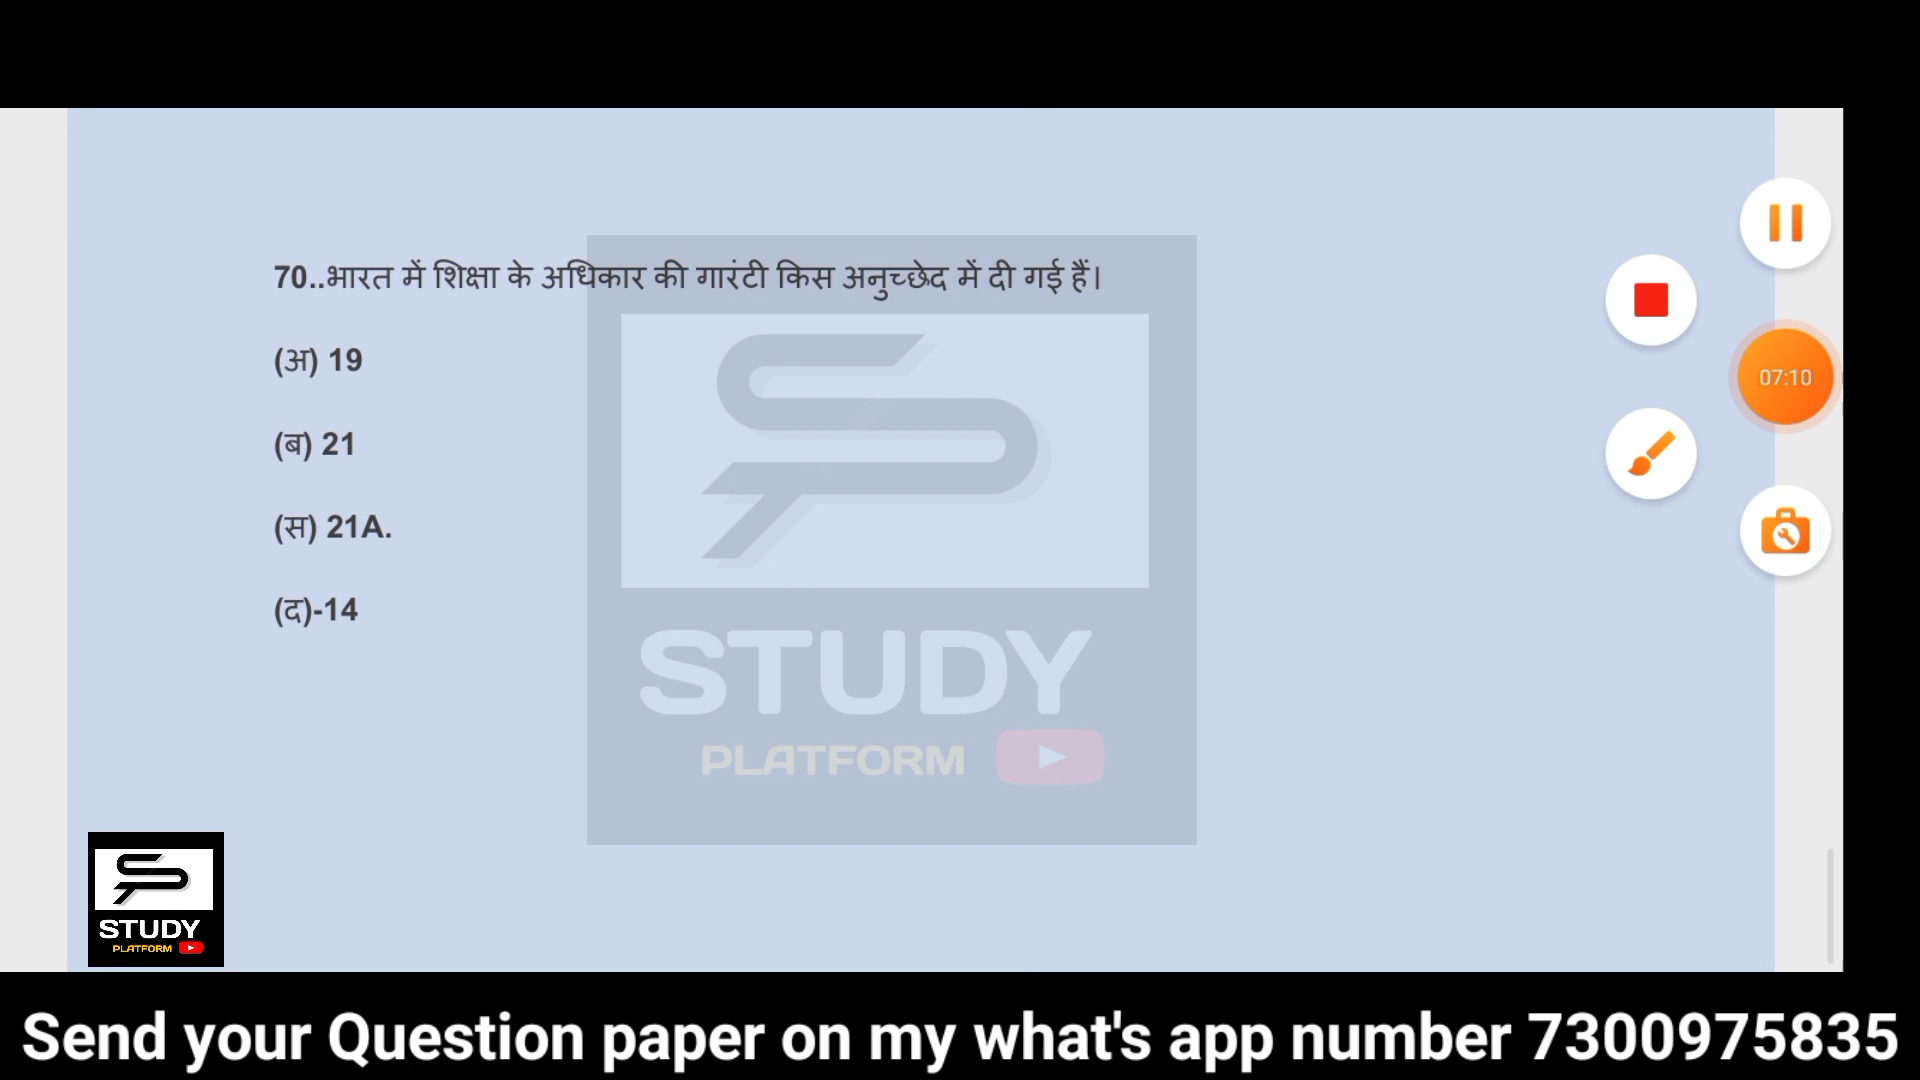 70..भारत में शिक्षा के अधिकार की गारंटी किस अनुच्छेद में दी गई हैं।
(अ) 19
(ब) 21
(स) 21A.
(द)-14
STUDY
PLATFORM
07:10
STUDY
PLATFORM
Send your Question paper on my what's app number 7300975835